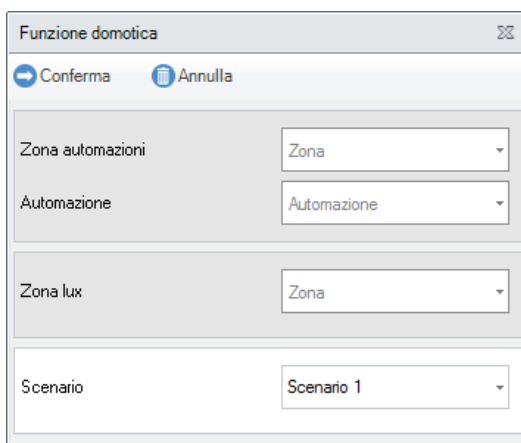 Funzione domotica
Conferma Annulla
Zona automazioni Zona
Automazione Automazione
Zona lux Zona
Scenario Scenario 1